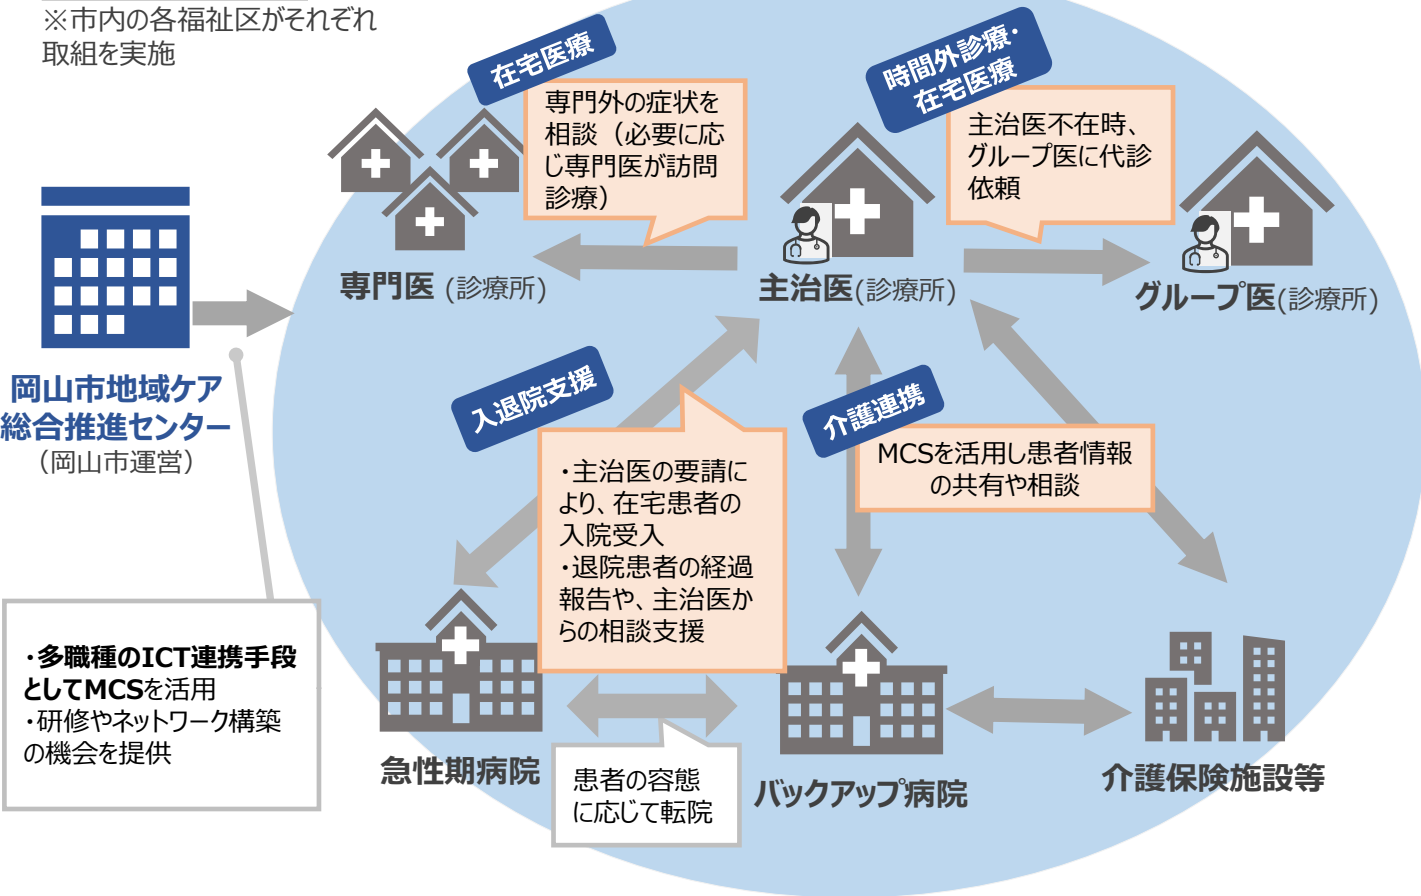 ※市内の各福祉区がそれぞれ
取組を実施
在宅医療
専門外の症状を
相談（必要に応
じ専門医が訪問
診療）
時間外診療・
在宅医療
主治医不在時、
グループ医に代診
依頼
専門医 (診療所)
主治医(診療所)
グループ医(診療所)
岡山市地域ケア
総合推進センター
（岡山市運営）
入退院支援
・主治医の要請に
より、在宅患者の
入院受入
・退院患者の経過
報告や、主治医か
らの相談支援
介護連携
MCSを活用し患者情報
の共有や相談
・多職種のICT連携手段
としてMCSを活用
・研修やネットワーク構築
の機会を提供
急性期病院
患者の容態
に応じて転院
バックアップ病院
介護保険施設等